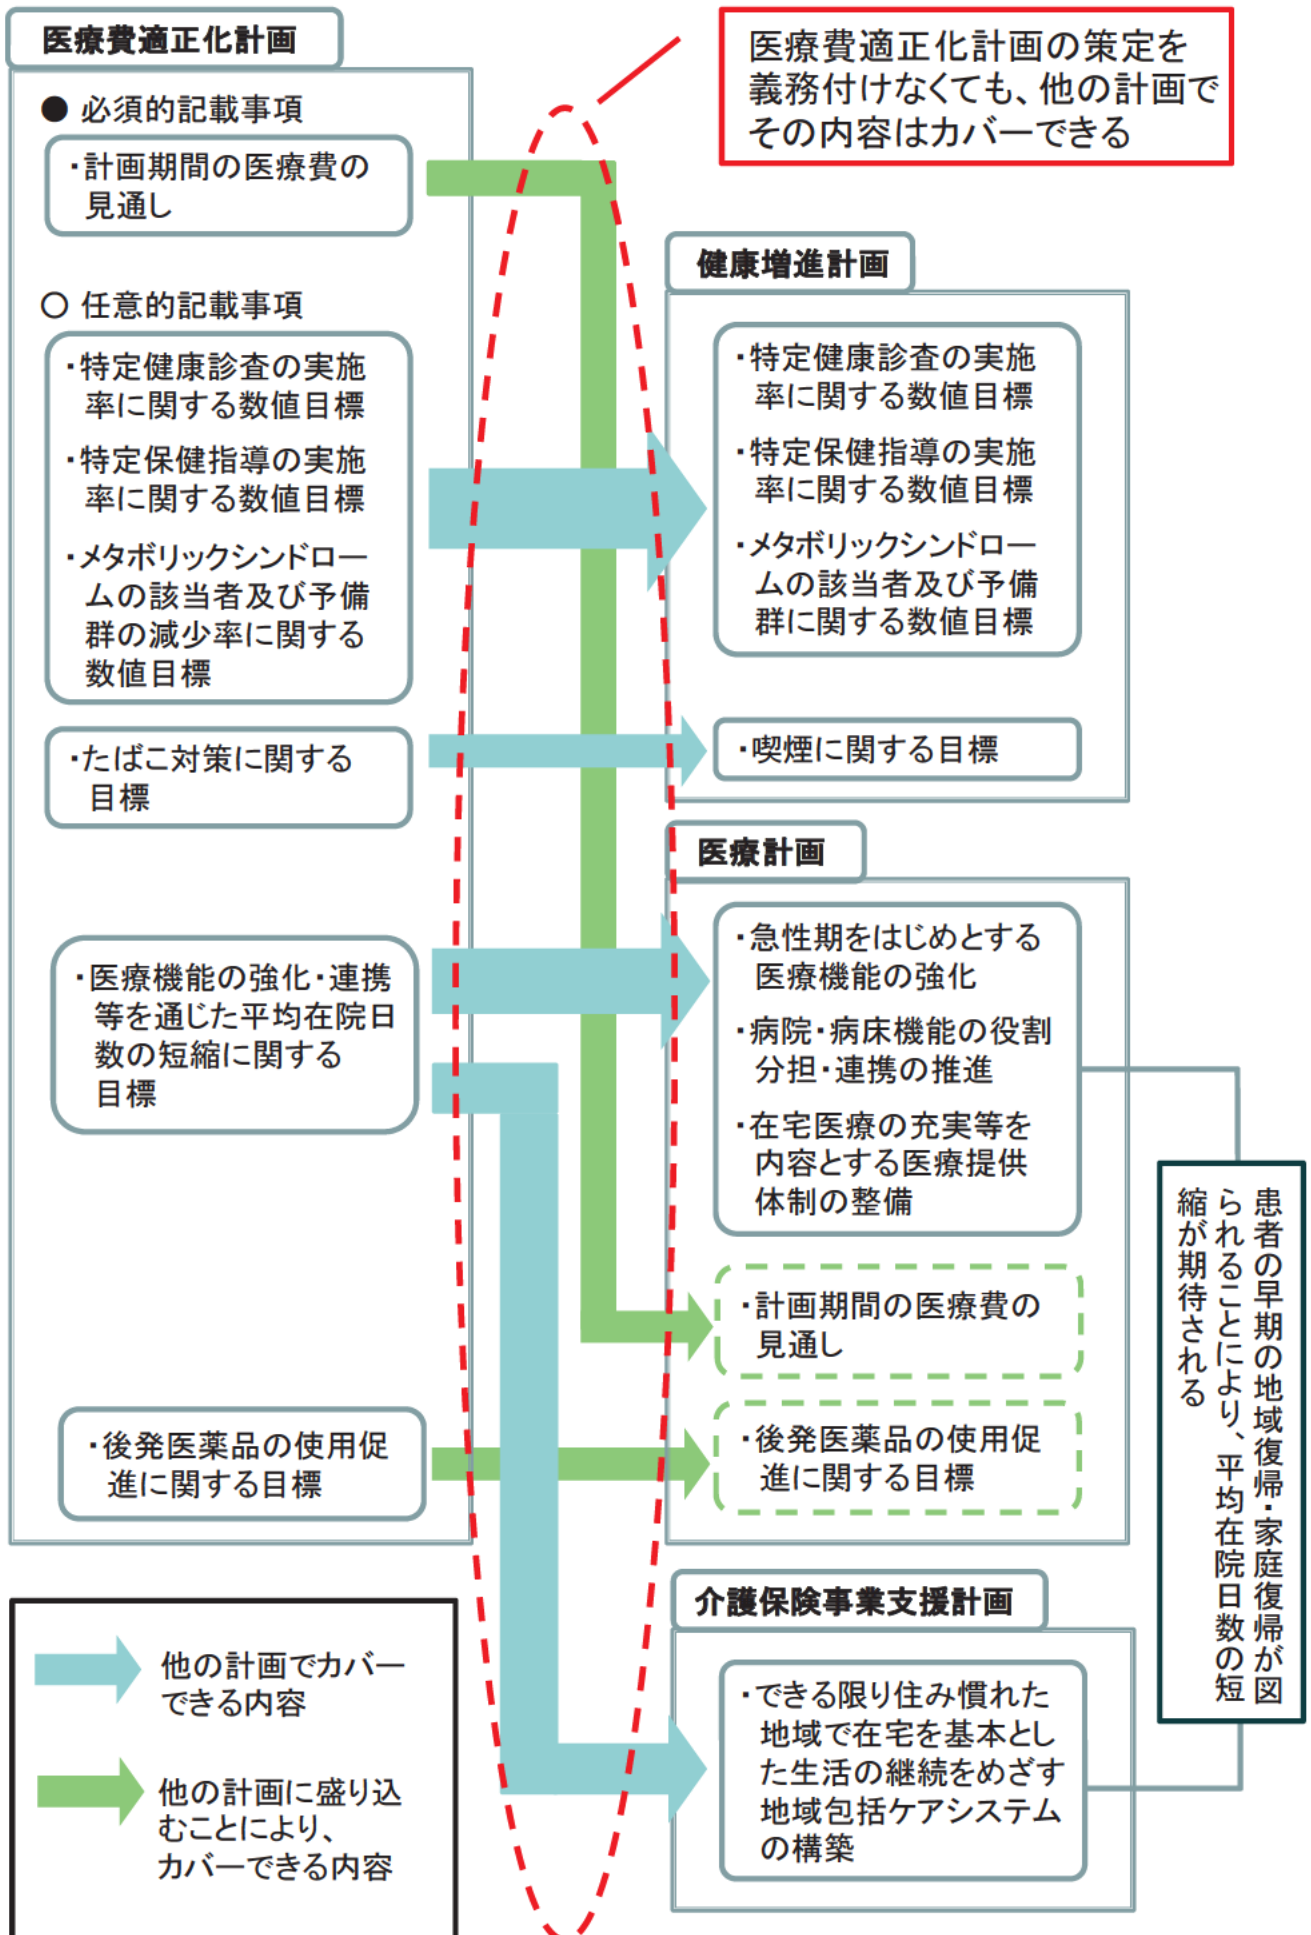 医療費適正化計画
● 必須的記載事項
・計画期間の医療費の
見通し
○ 任意的記載事項
・特定健康診査の実施
率に関する数値目標
・特定保健指導の実施
率に関する数値目標
・メタボリックシンドロー
ムの該当者及び予備
群の減少率に関する
数値目標
・たばこ対策に関する
目標
・医療機能の強化・連携
等を通じた平均在院日
数の短縮に関する
目標
・後発医薬品の使用促
進に関する目標
医療費適正化計画の策定を
義務付けなくても、他の計画で
その内容はカバーできる
健康増進計画
・特定健康診査の実施
率に関する数値目標
・特定保健指導の実施
率に関する数値目標
・メタボリックシンドロー
ムの該当者及び予備
群に関する数値目標
・喫煙に関する目標
医療計画
・急性期をはじめとする
医療機能の強化
・病院・病床機能の役割
分担・連携の推進
・在宅医療の充実等を
内容とする医療提供
体制の整備
・計画期間の医療費の
見通し
・後発医薬品の使用促
進に関する目標
介護保険事業支援計画
・できる限り住み慣れた
地域で在宅を基本とし
た生活の継続をめざす
地域包括ケアシステム
の構築
患者の早期の地域復帰・家庭復帰が図
られることにより、平均在院日数の短
縮が期待される
他の計画でカバー
できる内容
他の計画に盛り込
むことにより、
カバーできる内容